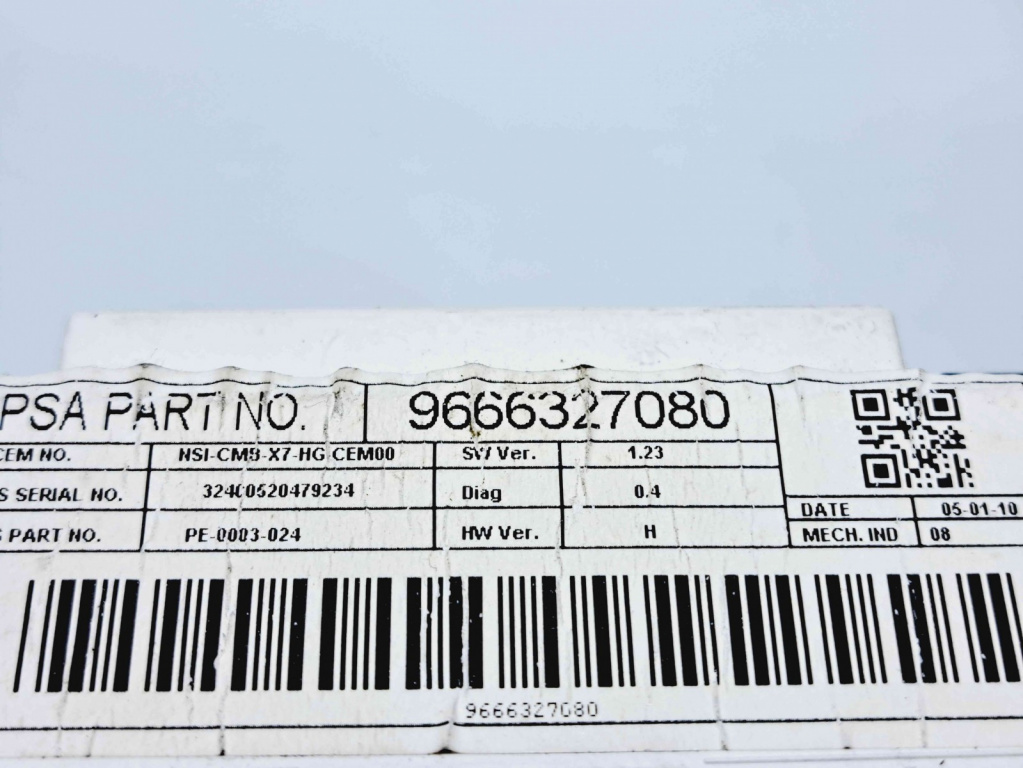 PSA PART NO. 9666327080
CEM NO. NSI-CMB-X7-HG CEM00 SW Ver. 1.23
S SERIAL NO. 32400520479234 Diag 0.4
DATE 05-01-10
S PART NO. PE-0003-024 HW Ver. H
MECH. IND 08
9666327080